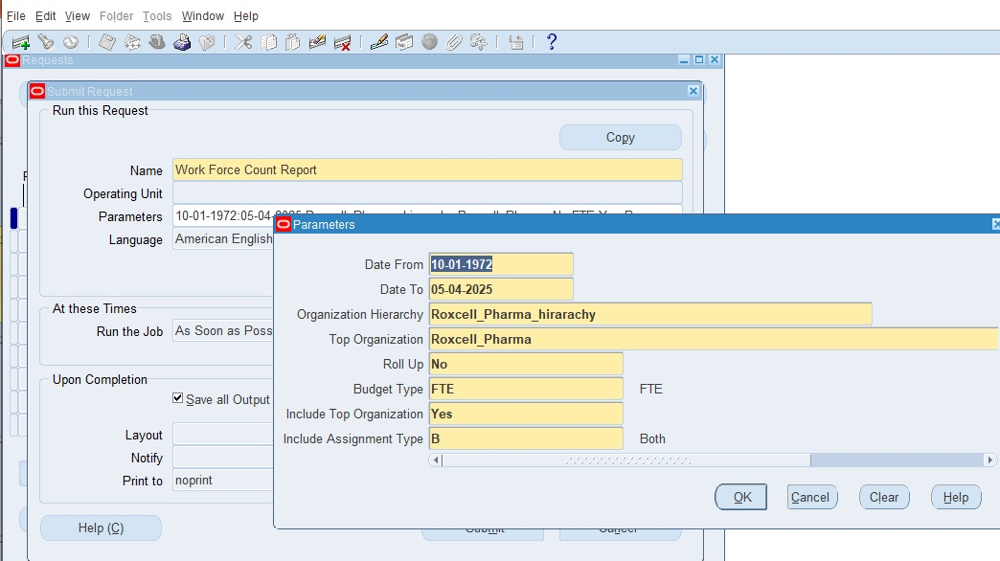 File Edit View Folder Tools Window Help
Requests
Submit Request
Run this Request
Copy
Name Work Force Count Report
Operating Unit
Parameters 10-01-1972:05-04-2025
Language American English
Parameters
Date From 10-01-1972
Date To 05-04-2025
Organization Hierarchy Roxcell_Pharma_hirarachy
Top Organization Roxcell_Pharma
Roll Up No
Budget Type FTE FTE
Include Top Organization Yes
Include Assignment Type B Both
OK Cancel Clear Help
At these Times
Run the Job As Soon as Poss
Upon Completion
Save all Output
Layout
Notify
Print to noprint
Help (C) Submit Cancel